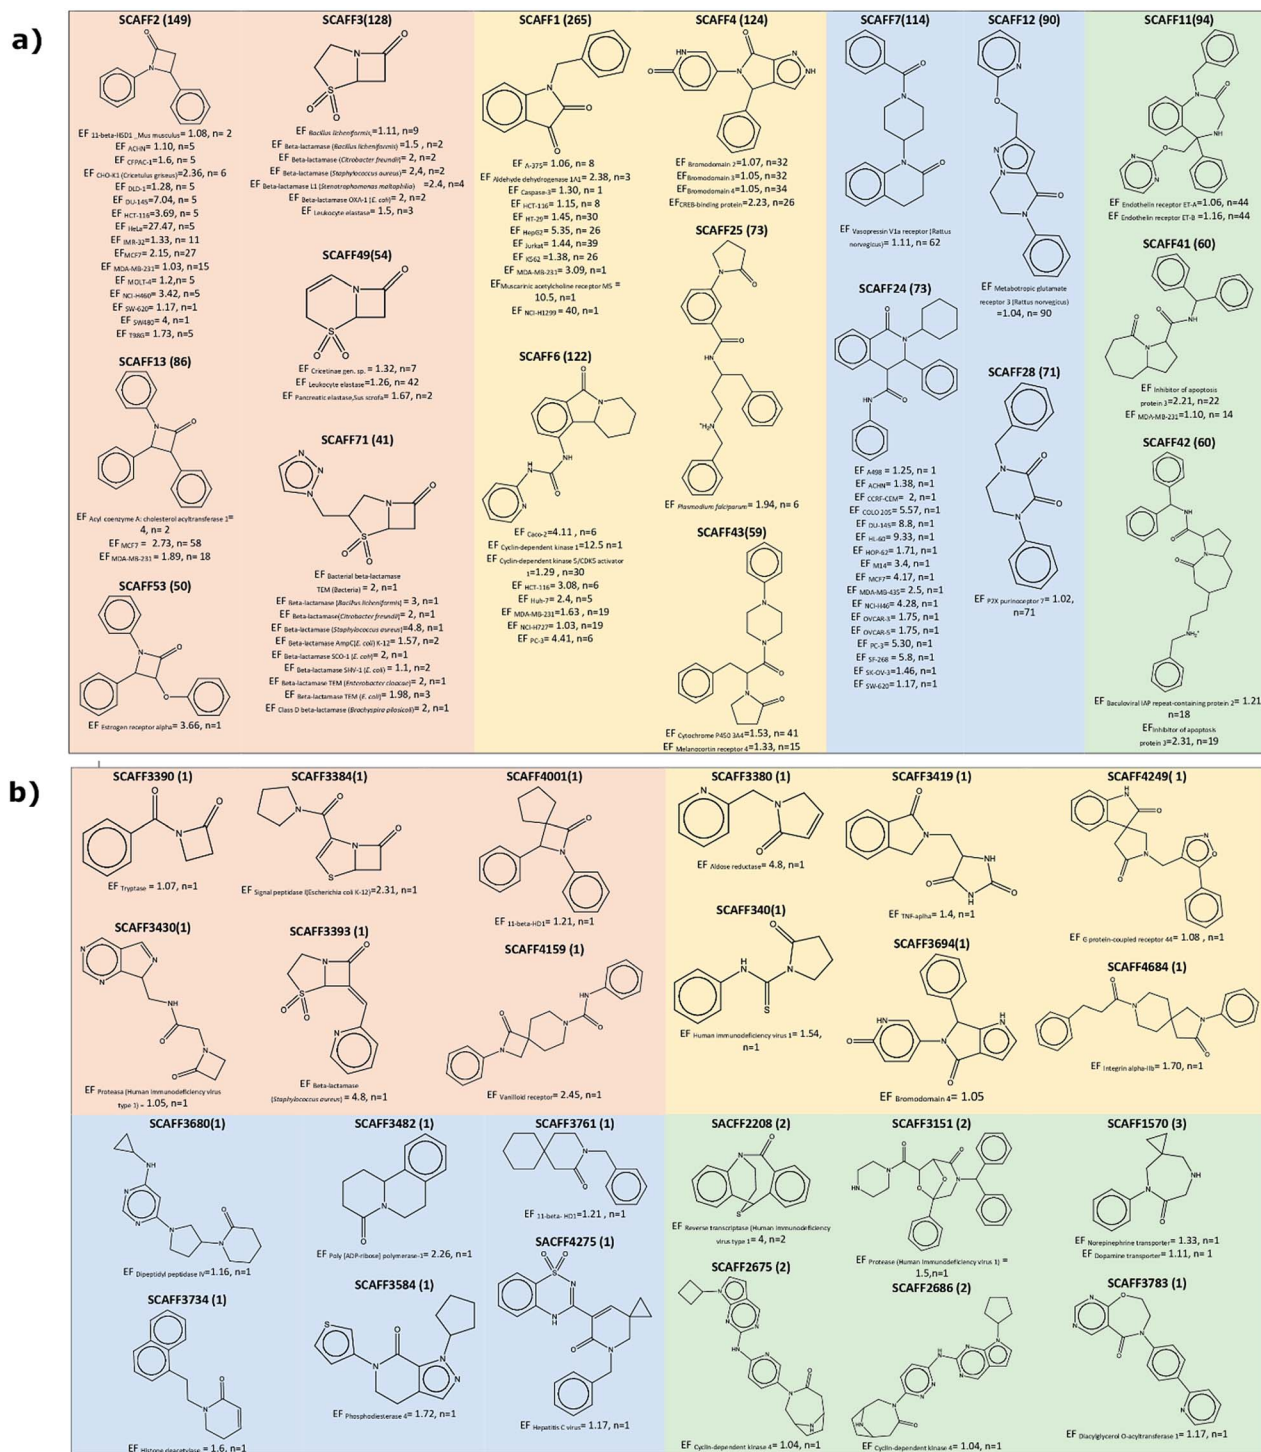 a)
SCAFF2 (149)
EF 11-beta-HSD1 _Mus musculus= 1.08, n= 2
EF ACHN= 1.10, n=5
EF CFPAC-1=1.6, n= 5
EF CHO-K1 (Cricetulus griseus)=2.36, n= 6
EF DLD-1=1.28, n= 5
EF DU-145=7.04, n= 5
EF HCT-116=3.69, n= 5
EF HeLa=27.47, n=5
EF IMR-32=1.33, n= 11
EF MCF7= 2.15, n=27
EF MDA-MB-231= 1.03, n=15
EF MOLT-4= 1.2,n= 5
EF NCI-H460= 3.42, n=5
EF SW-620= 1.17, n=1
EF SW480= 4, n=1
EF T98G= 1.73, n=5
SCAFF13 (86)
EF Acyl coenzyme A: cholesterol acyltransferase 1=
4, n= 2
EF MCF7 = 2.73, n= 58
EF MDA-MB-231 = 1.89, n= 18
SCAFF53 (50)
EF Estrogen receptor alpha= 3.66, n=1
SCAFF3(128)
EF Bacillus licheniformis,=1.11, n=9
EF Beta-lactamase (Bacillus licheniformis) =1.5 , n=2
EF Beta-lactamase (Citrobacter freundii)= 2, n=2
EF Beta-lactamase (Staphylococcus aureus)= 2,4, n=2
EF Beta-lactamase L1 (Stenotrophomonas maltophilia) =2.4, n=4
EF Beta-lactamase OXA-1 (E. coli)= 2, n=2
EF Leukocyte elastase= 1.5, n=3
SCAFF49(54)
EF Cricetinae gen. sp. = 1.32, n=7
EF Leukocyte elastase=1.26, n= 42
EF Pancreatic elastase,Sus scrofa= 1.67, n=2
SCAFF71 (41)
EF Bacterial beta-lactamase
TEM (Bacteria) = 2, n=1
EF Beta-lactamase (Bacillus licheniformis) = 3, n=1
EF Beta-lactamase(Citrobacter freundii)= 2, n=1
EF Beta-lactamase (Staphylococcus aureus)=4.8, n=1
EF Beta-lactamase AmpC(E. coli) K-12= 1.57, n=2
EF Beta-lactamase SCO-1 (E. coli)= 2, n=1
EF Beta-lactamase SHV-1 (E. coli) = 1.1, n=2
EF Beta-lactamase TEM (Enterobacter cloacae)= 2, n=1
EF Beta-lactamase TEM (E. coli)= 1.98, n=3
EF Class D beta-lactamase (Brachyspira pilosicoli)= 2, n=1
SCAFF1 (265)
EF A-375= 1.06, n= 8
EF Aldehyde dehydrogenase 1A1= 2.38, n=3
EF Caspase-3= 1.30, n= 1
EF HCT-116= 1.15, n= 8
EF HT-29= 1.45, n=30
EF HepG2= 5.35, n= 26
EF Jurkat= 1.44, n=39
EF K562 =1.38, n= 26
EF MDA-MB-231= 3.09, n=1
EF Muscarinic acetylcholine receptor M5 =
10.5, n=1
EF NCI-H1299 = 40, n=1
SCAFF6 (122)
EF Caco-2=4.11 , n=6
EF Cyclin-dependent kinase 1=12.5 n=1
EF Cyclin-dependent kinase 5/CDK5 activator
1=1.29 , n=30
EF HCT-116= 3.08, n=6
EF Huh-7= 2.4, n=5
EF MDA-MB-231=1.63 , n=19
EF NCI-H727= 1.03, n=19
EF PC-3= 4.41, n=6
SCAFF4 (124)
EF Bromodomain 2=1.07, n=32
EF Bromodomain 3=1.05, n=32
EF Bromodomain 4=1.05, n=34
EF CREB-binding protein=2.23, n=26
SCAFF25 (73)
EF Plasmodium falciparum = 1.94, n= 6
SCAFF43(59)
EF Cytochrome P450 3A4=1.53, n= 41
EF Melanocortin receptor 4=1.33, n=15
SCAFF7(114)
EF Vasopressin V1a receptor (Rattus
norvegicus)= 1.11, n= 62
SCAFF24 (73)
EF A498 = 1.25, n= 1
EF ACHN= 1.38, n=1
EF CCRF-CEM= 2, n=1
EF COLO 205= 5.57, n=1
EF DU-145= 8.8, n=1
EF HL-60= 9.33, n=1
EF HOP-62= 1.71, n=1
EF M14= 3.4, n=1
EF MCF7= 4.17, n=1
EF MDA-MB-435= 2.5, n=1
EF NCI-H46= 4.28, n=1
EF OVCAR-3= 1.75, n=1
EF OVCAR-5= 1.75, n=1
EF PC-3= 5.30, n=1
EF SF-268 = 5.8, n=1
EF SK-OV-3=1.46, n=1
EF SW-620= 1.17, n=1
SCAFF12 (90)
EF Metabotropic glutamate
receptor 3 (Rattus norvegicus)
=1.04, n= 90
SCAFF28 (71)
EF P2X purinoceptor 7= 1.02,
n=71
SCAFF11(94)
EF Endothelin receptor ET-A= 1.06, n=44
EF Endothelin receptor ET-B = 1.16, n=44
SCAFF41 (60)
EF Inhibitor of apoptosis
protein 3=2.21, n=22
EF MDA-MB-231=1.10, n= 14
SCAFF42 (60)
EF Baculoviral IAP repeat-containing protein 2= 1.21
n=18
EF Inhibitor of apoptosis
protein 3=2.31, n=19
b)
SCAFF3390 (1)
EF Tryptase = 1.07, n=1
SCAFF3384(1)
EF Signal peptidase I(Escherichia coli K-12)=2.31, n=1
SCAFF4001(1)
EF 11-beta-HD1= 1.21, n=1
SCAFF3430(1)
EF Protease (Human immunodeficiency virus
type 1) = 1.05, n=1
SCAFF3393 (1)
EF Beta-lactamase
(Staphylococcus aureus) = 4.8, n=1
SCAFF4159 (1)
EF Vanilloid receptor= 2.45, n=1
SCAFF3380 (1)
EF Aldose reductase= 4.8, n=1
SCAFF3419 (1)
EF TNF-aplha= 1.4, n=1
SCAFF4249( 1)
EF G protein-coupled receptor 44= 1.08 , n=1
SCAFF340(1)
EF Human immunodeficiency virus 1= 1.54,
n=1
SCAFF3694(1)
EF Bromodomain 4= 1.05
SCAFF4684 (1)
EF Integrin alpha-IIb= 1.70, n=1
SCAFF3680(1)
EF Dipeptidyl peptidase IV=1.16, n=1
SCAFF3482 (1)
EF Poly [ADP-ribose] polymerase-1= 2.26, n=1
SCAFF3761 (1)
EF 11-beta- HD1=1.21 , n=1
SCAFF3734 (1)
EF Histone deacetylase = 1.6, n=1
SCAFF3584 (1)
EF Phosphodiesterase 4= 1.72, n=1
SACFF4275 (1)
EF Hepatitis C virus= 1.17, n=1
SACFF2208 (2)
EF Reverse transcriptase (Human immunodeficiency
virus type 1= 4, n=2
SCAFF3151 (2)
EF Protease (Human immunodeficiency virus 1) =
1.5,n=1
SCAFF1570 (3)
EF Norepinephrine transporter= 1.33, n=1
EF Dopamine transporter= 1.11, n= 1
SCAFF2675 (2)
EF Cyclin-dependent kinase 4= 1.04, n=1
SCAFF2686 (2)
EF Cyclin-dependent kinase 4= 1.04, n=1
SCAFF3783 (1)
EF Diacylglycerol O-acyltransferase 1= 1.17, n=1